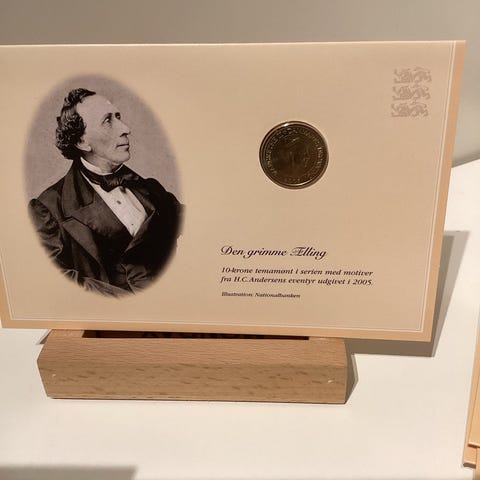 Den grimme Ælling
10-krone temamønt i serien med motiver
fra H.C. Andersens eventyr udgivet i 2005.
Illustration: Nationalbanken